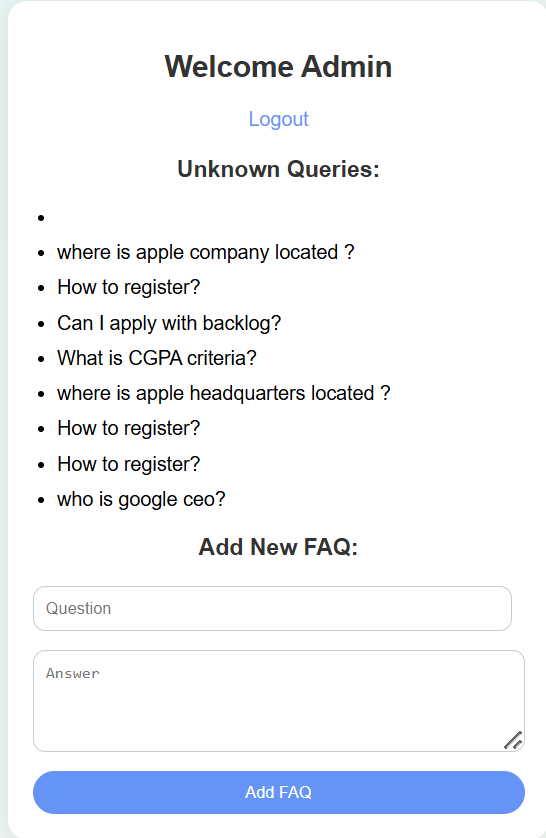 Welcome Admin
Logout
Unknown Queries:
where is apple company located ?
How to register?
Can I apply with backlog?
What is CGPA criteria?
where is apple headquarters located ?
How to register?
How to register?
who is google ceo?
Add New FAQ:
Question
Answer
Add FAQ